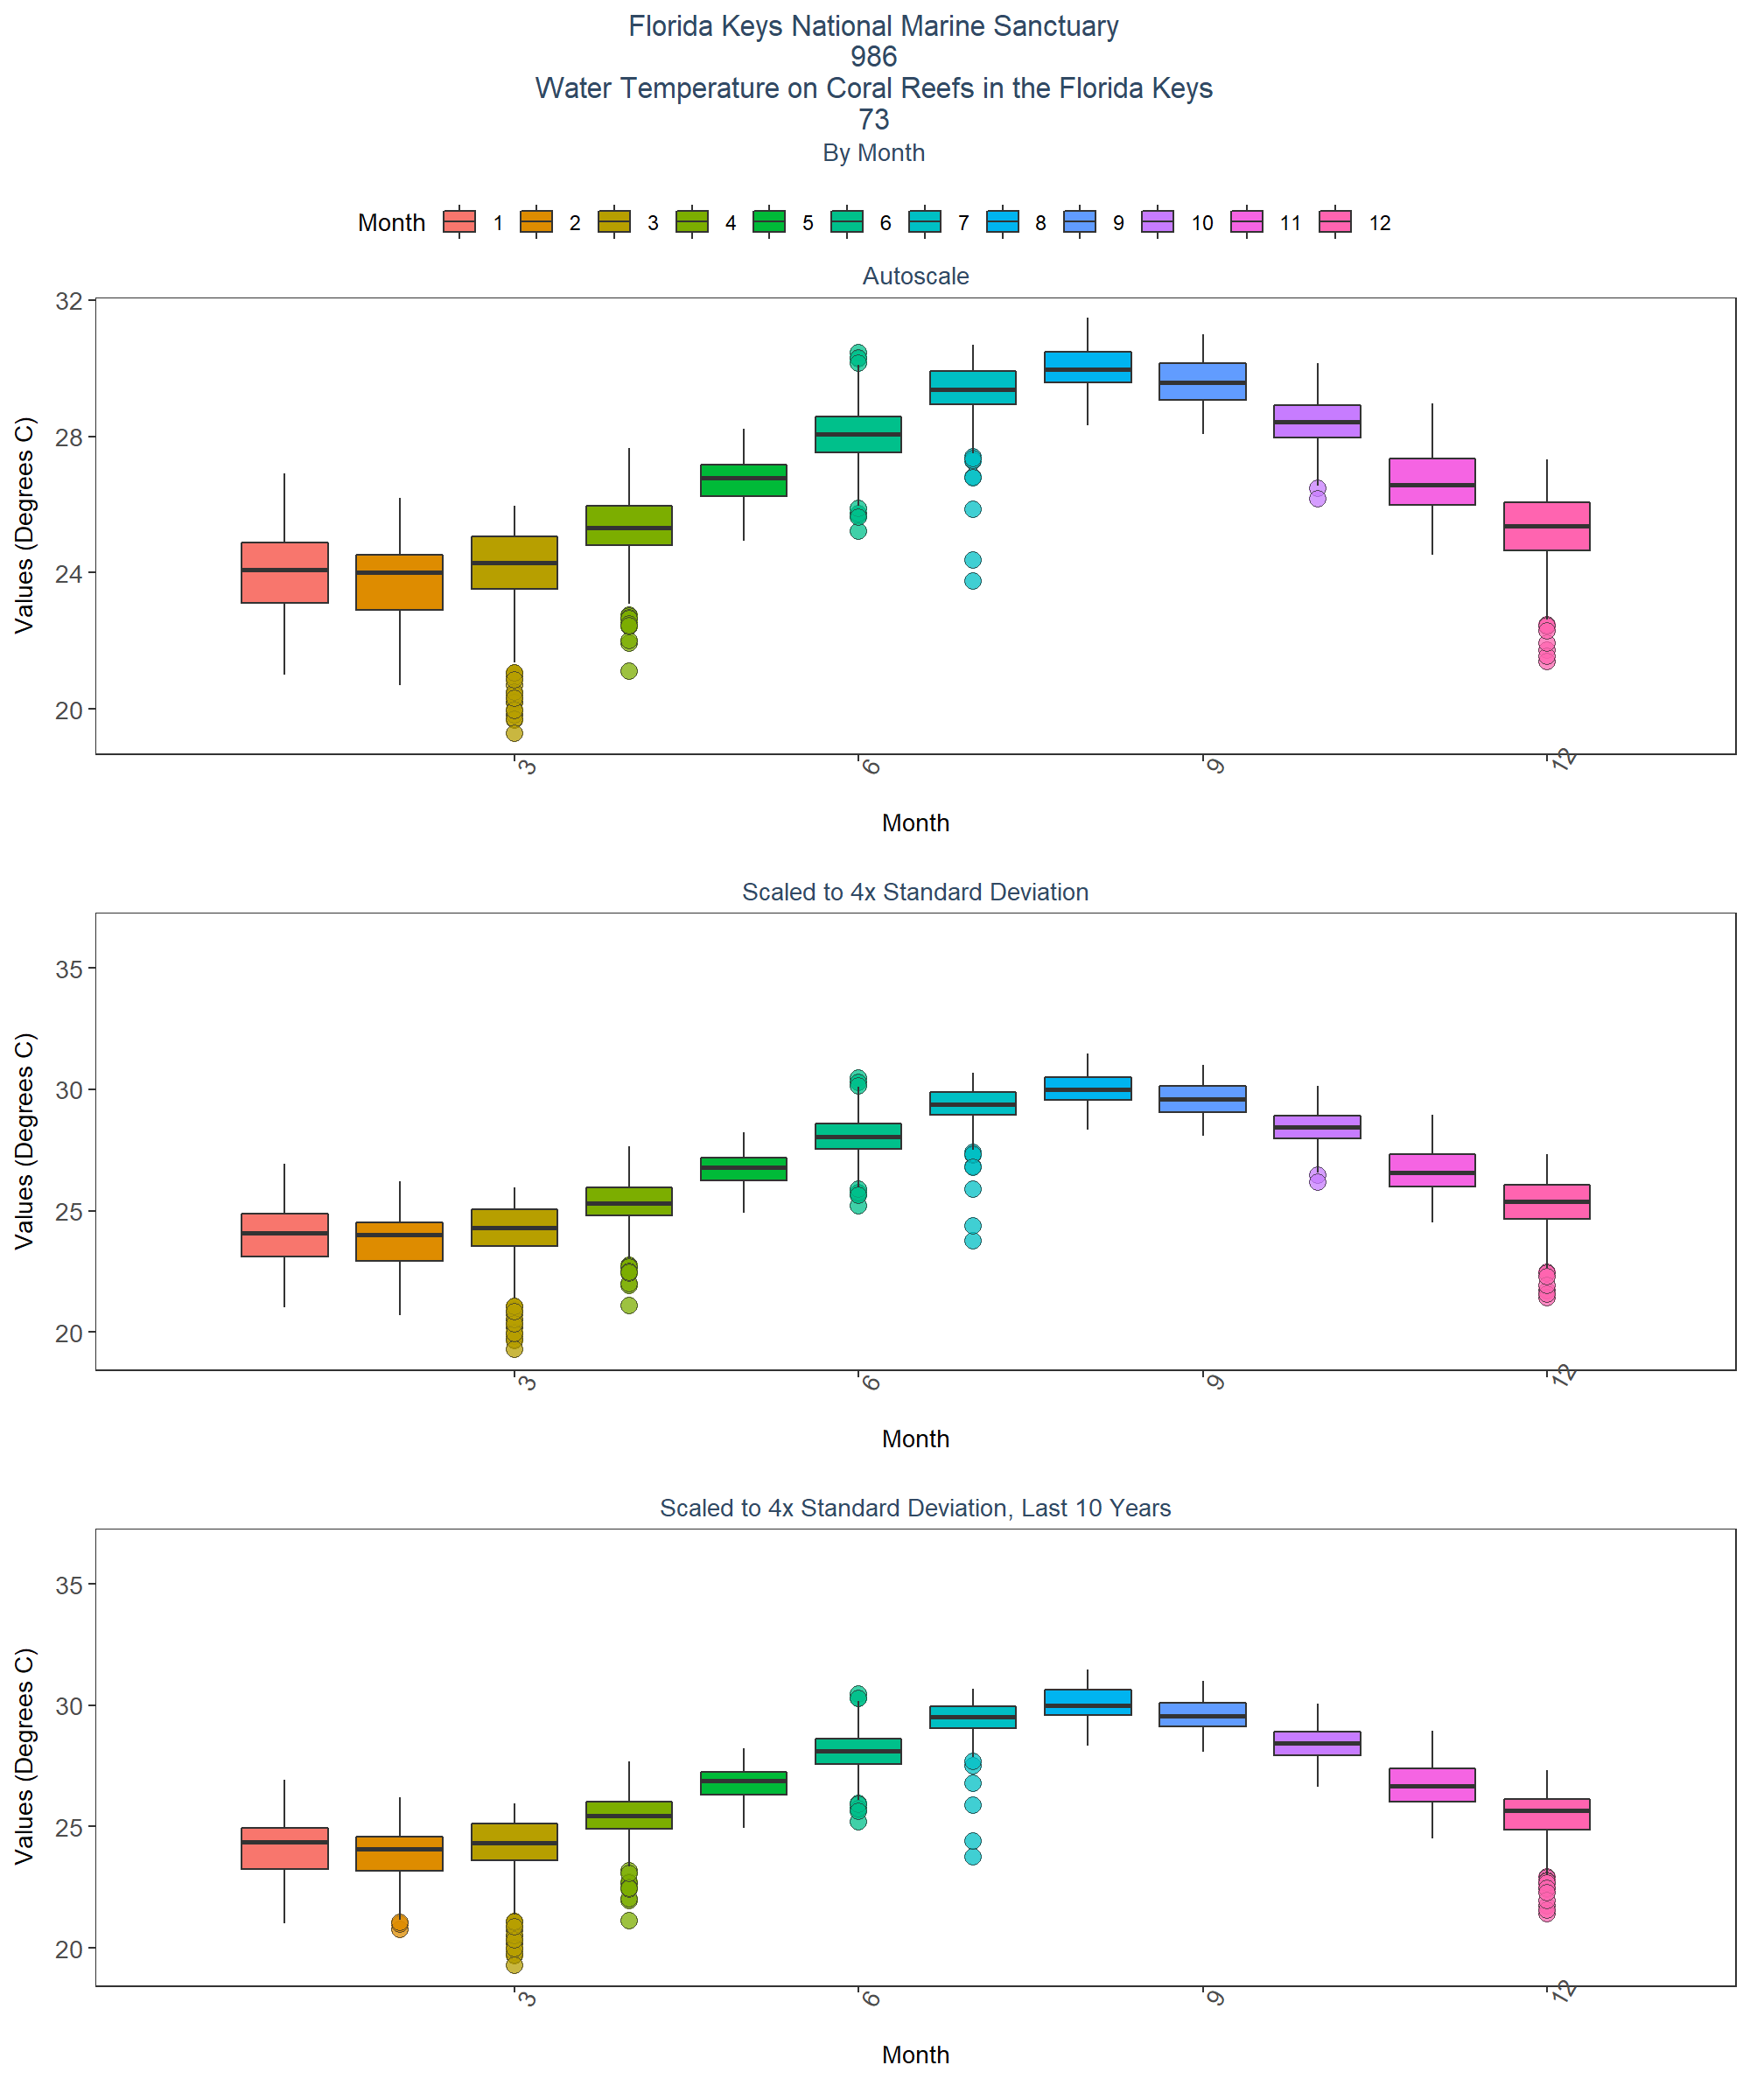 Florida Keys National Marine Sanctuary
986
Water Temperature on Coral Reefs in the Florida Keys
73
By Month
Month 1 2 3 4 5 6 7 8 9 10 11 12
Autoscale
32
28
24
20
Values (Degrees C)
3 6 9 12
Month
Scaled to 4x Standard Deviation
35
30
25
20
Values (Degrees C)
3 6 9 12
Month
Scaled to 4x Standard Deviation, Last 10 Years
35
30
25
20
Values (Degrees C)
3 6 9 12
Month